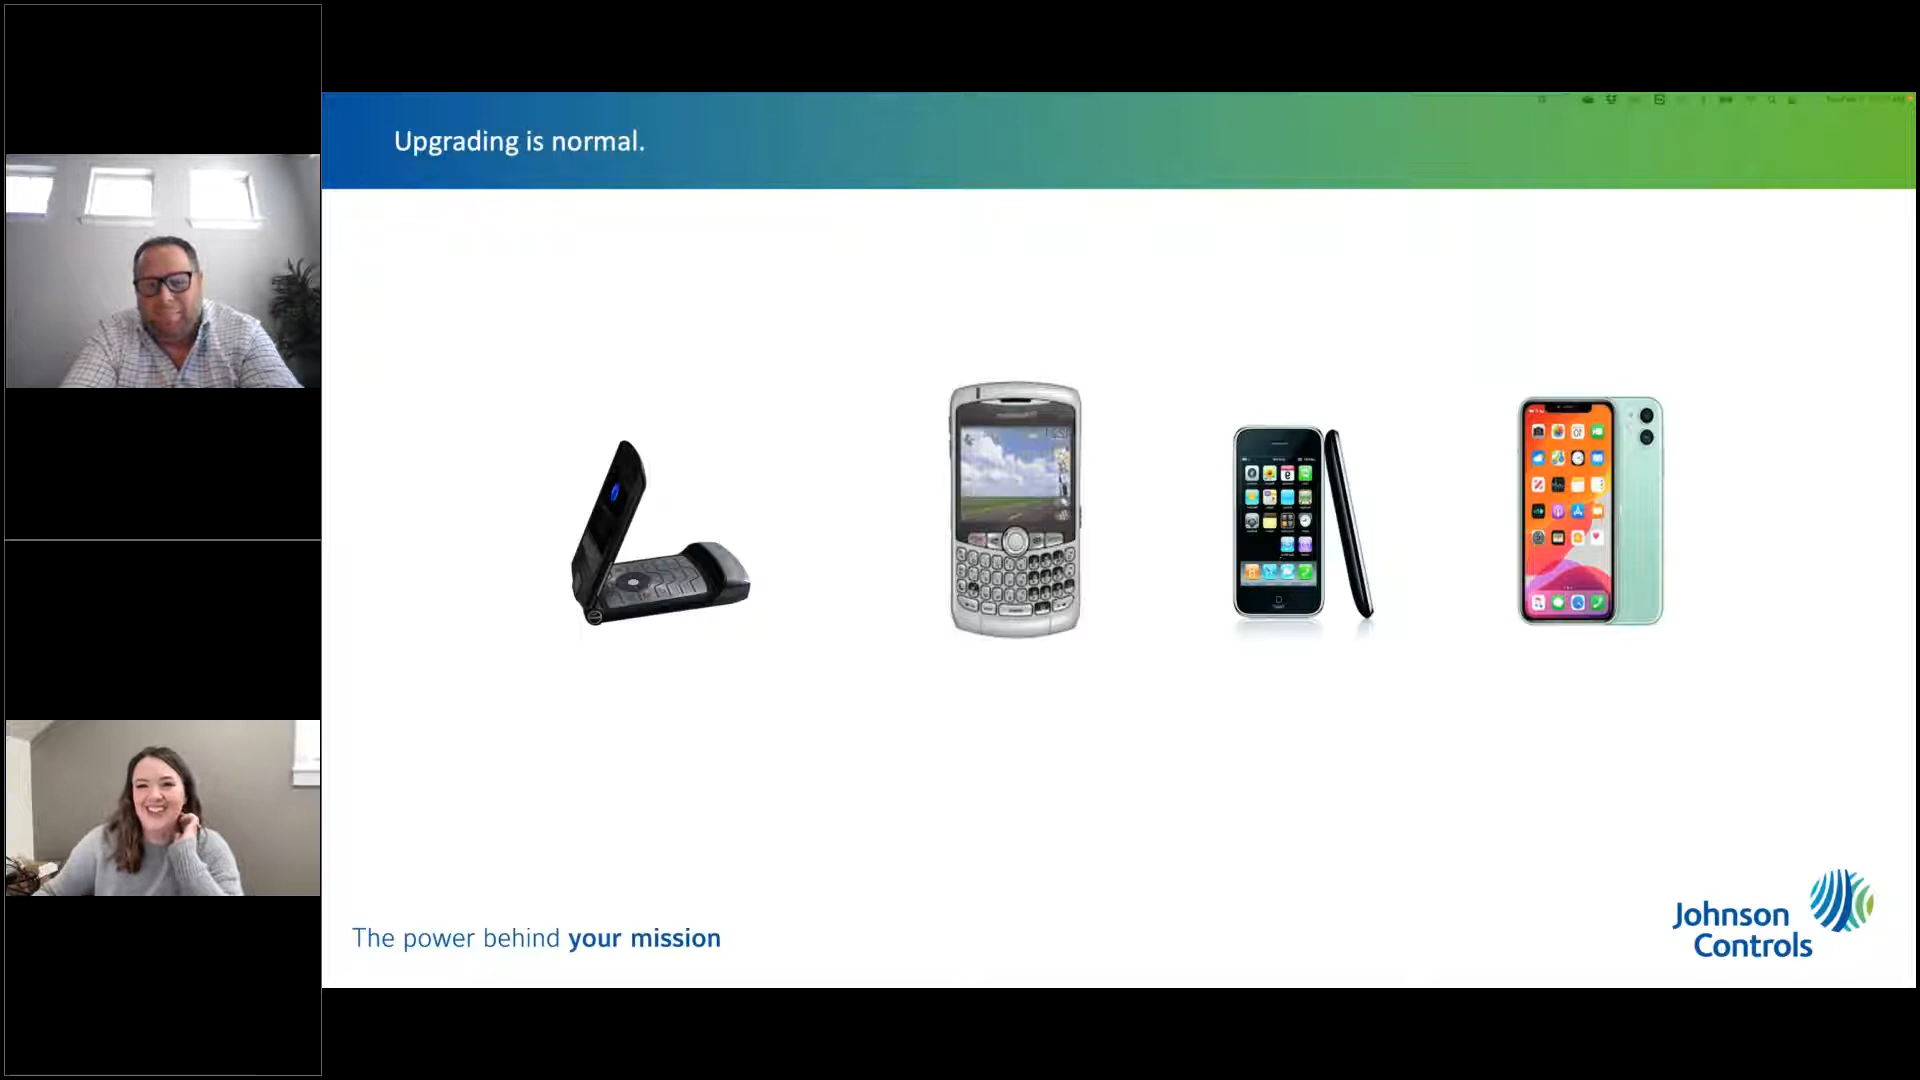 Upgrading is normal.
The power behind your mission
Johnson
Controls